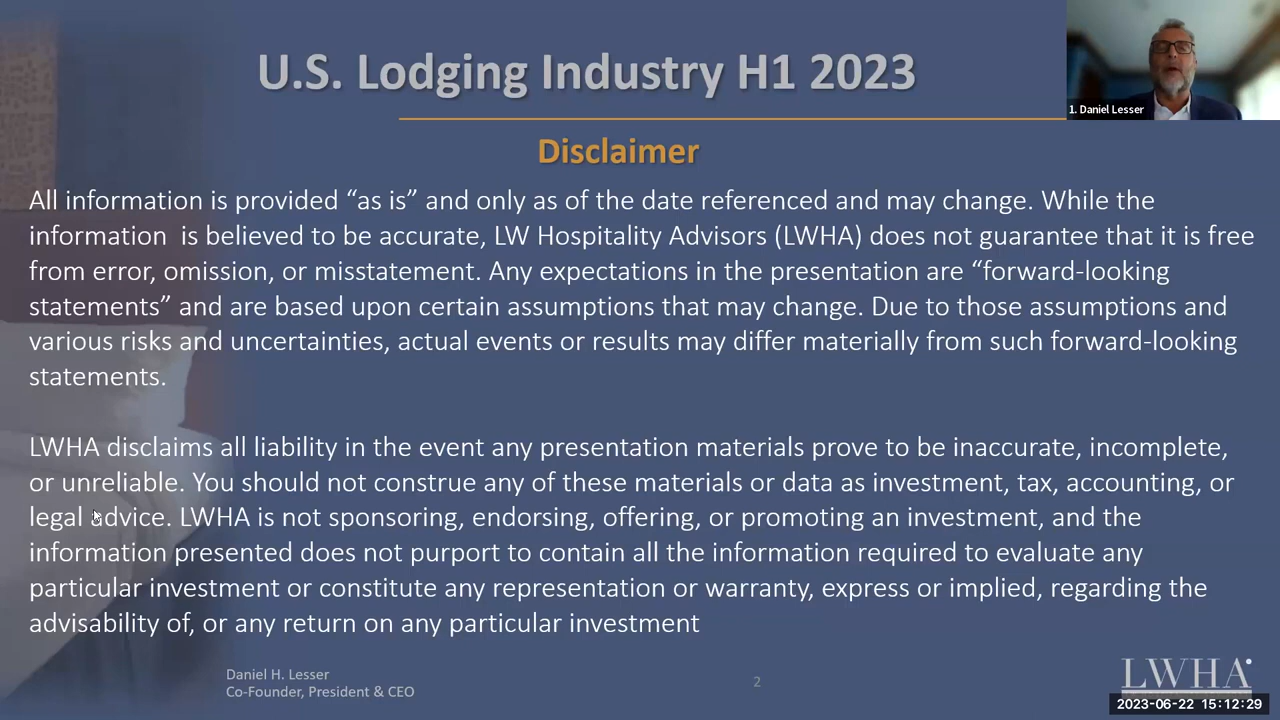 U.S. Lodging Industry H1 2023
1. Daniel Lesser
Disclaimer
All information is provided “as is” and only as of the date referenced and may change. While the
information  is believed to be accurate, LW Hospitality Advisors (LWHA) does not guarantee that it is free
from error, omission, or misstatement. Any expectations in the presentation are “forward-looking
statements” and are based upon certain assumptions that may change. Due to those assumptions and
various risks and uncertainties, actual events or results may differ materially from such forward-looking
statements.
LWHA disclaims all liability in the event any presentation materials prove to be inaccurate, incomplete,
or unreliable. You should not construe any of these materials or data as investment, tax, accounting, or
legal advice. LWHA is not sponsoring, endorsing, offering, or promoting an investment, and the
information presented does not purport to contain all the information required to evaluate any
particular investment or constitute any representation or warranty, express or implied, regarding the
advisability of, or any return on any particular investment
Daniel H. Lesser
Co-Founder, President & CEO
2
LWHA
2023-06-22 15:12:29